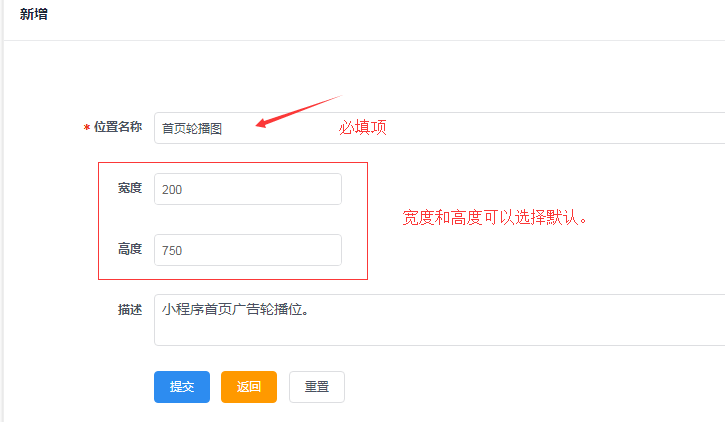 新增
* 位置名称 首页轮播图 必填项
宽度 200
宽度和高度可以选择默认。
高度 750
描述 小程序首页广告轮播位。
提交 返回 重置